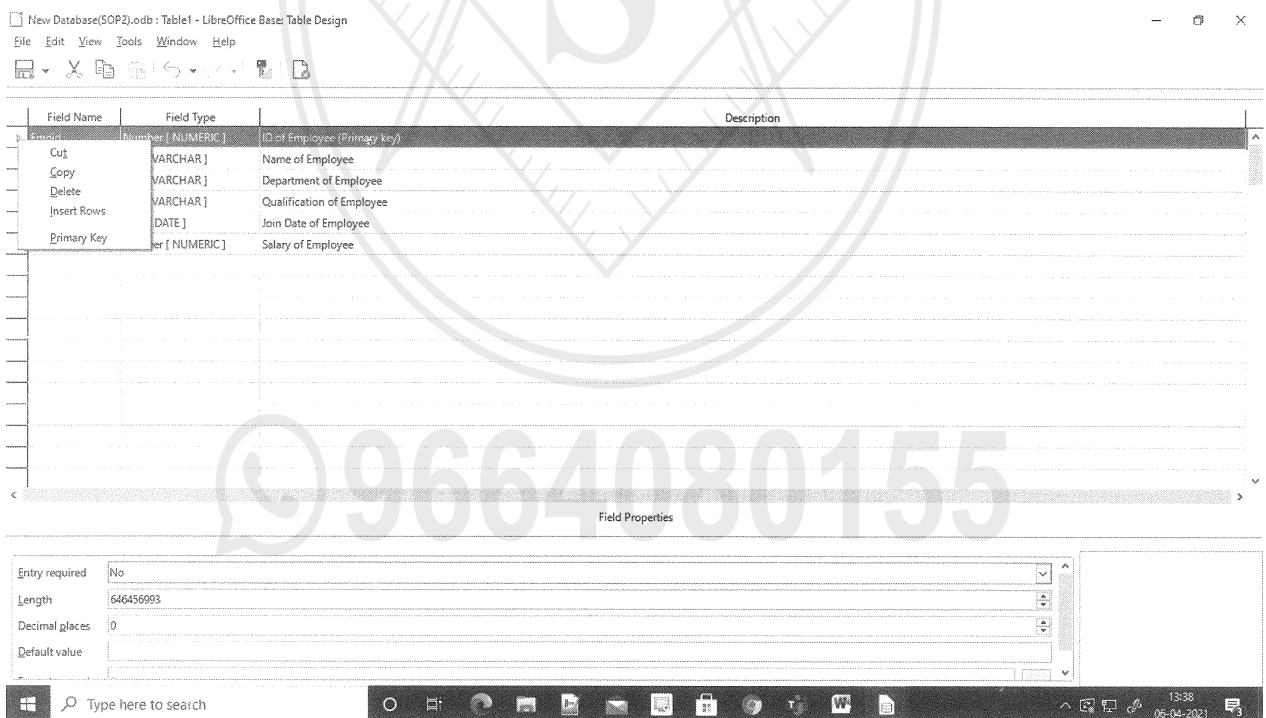 New Database(SOP2).odb : Table1 - LibreOffice Base: Table Design
File Edit View Tools Window Help
Field Name Field Type Description
Empid Number [ NUMERIC ] ID of Employee (Primary key)
Cut VARCHAR ] Name of Employee
Copy VARCHAR ] Department of Employee
Delete VARCHAR ] Qualification of Employee
Insert Rows DATE ] Join Date of Employee
Primary Key er [ NUMERIC ] Salary of Employee
9664080155
Field Properties
Entry required No
Length 646456993
Decimal places 0
Default value
Type here to search
13:38
06-04-2021